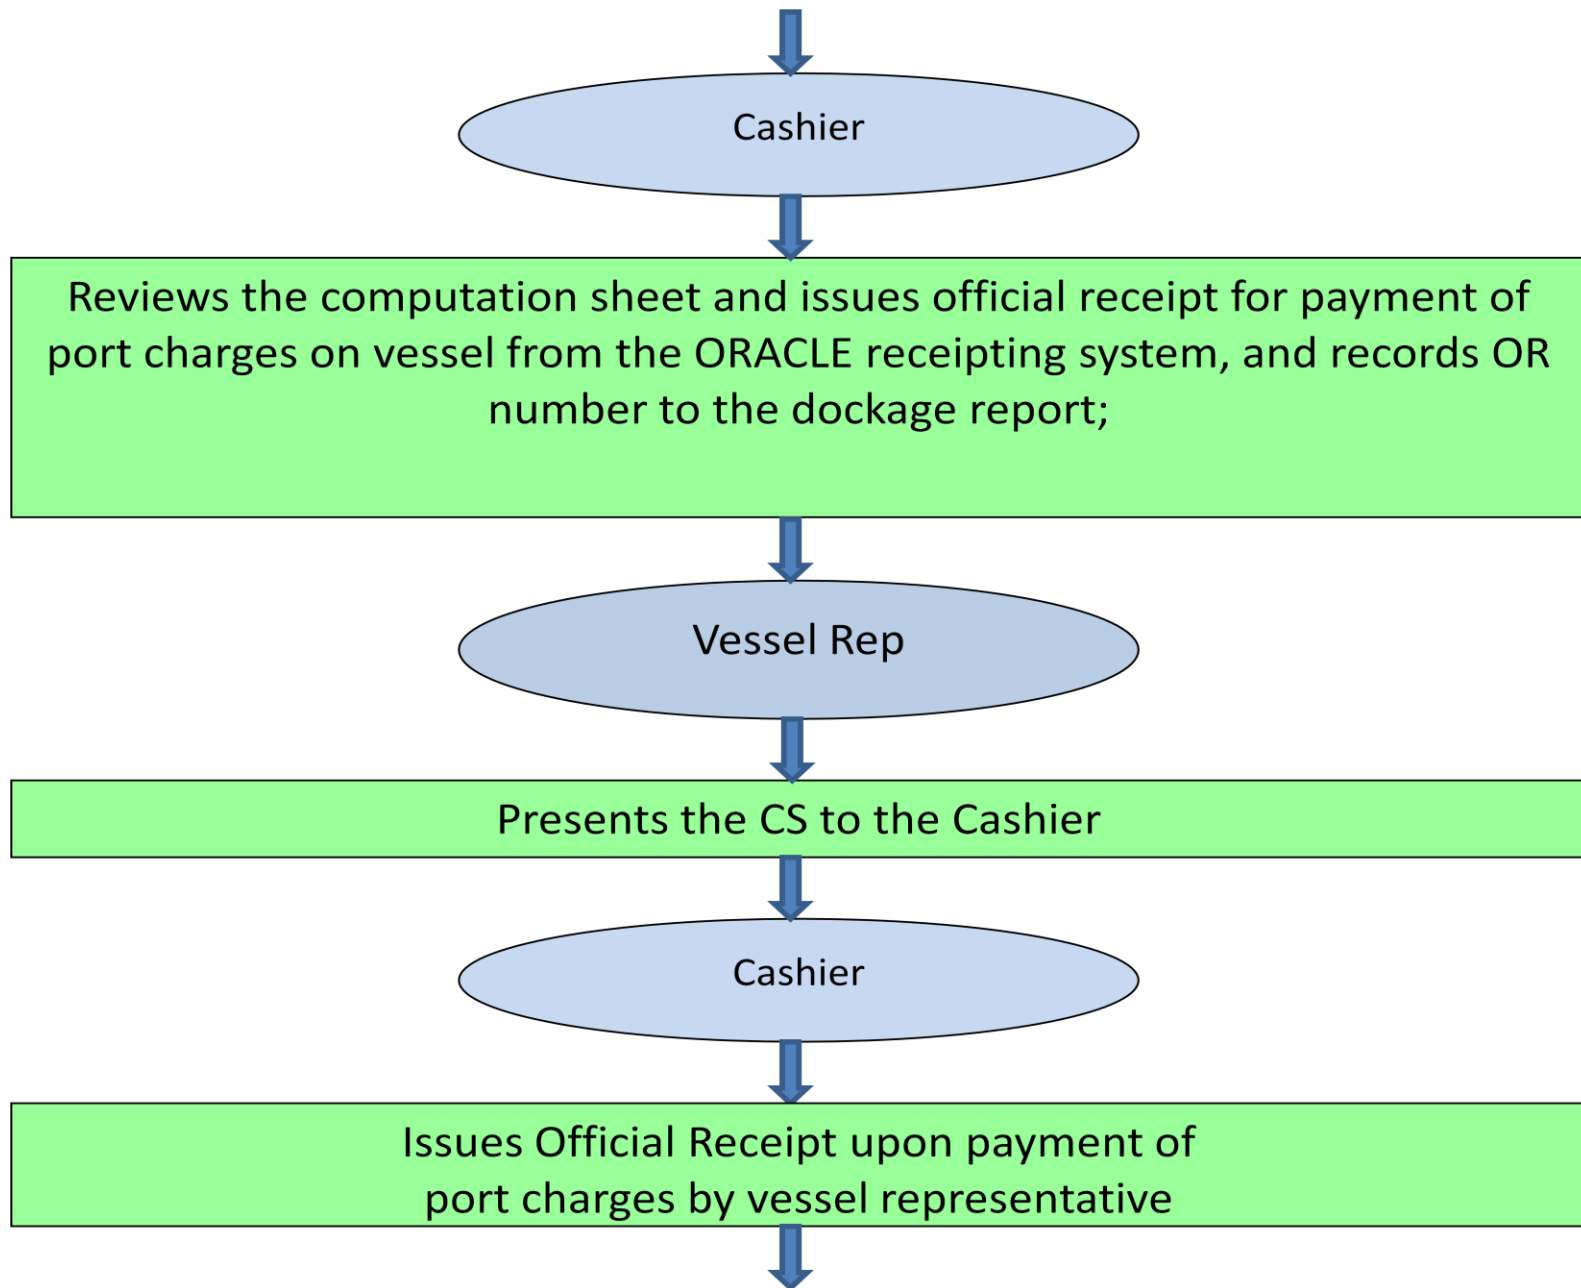 Cashier
Reviews the computation sheet and issues official receipt for payment of
port charges on vessel from the ORACLE receipting system, and records OR
number to the dockage report;
Vessel Rep
Presents the CS to the Cashier
Cashier
Issues Official Receipt upon payment of
port charges by vessel representative